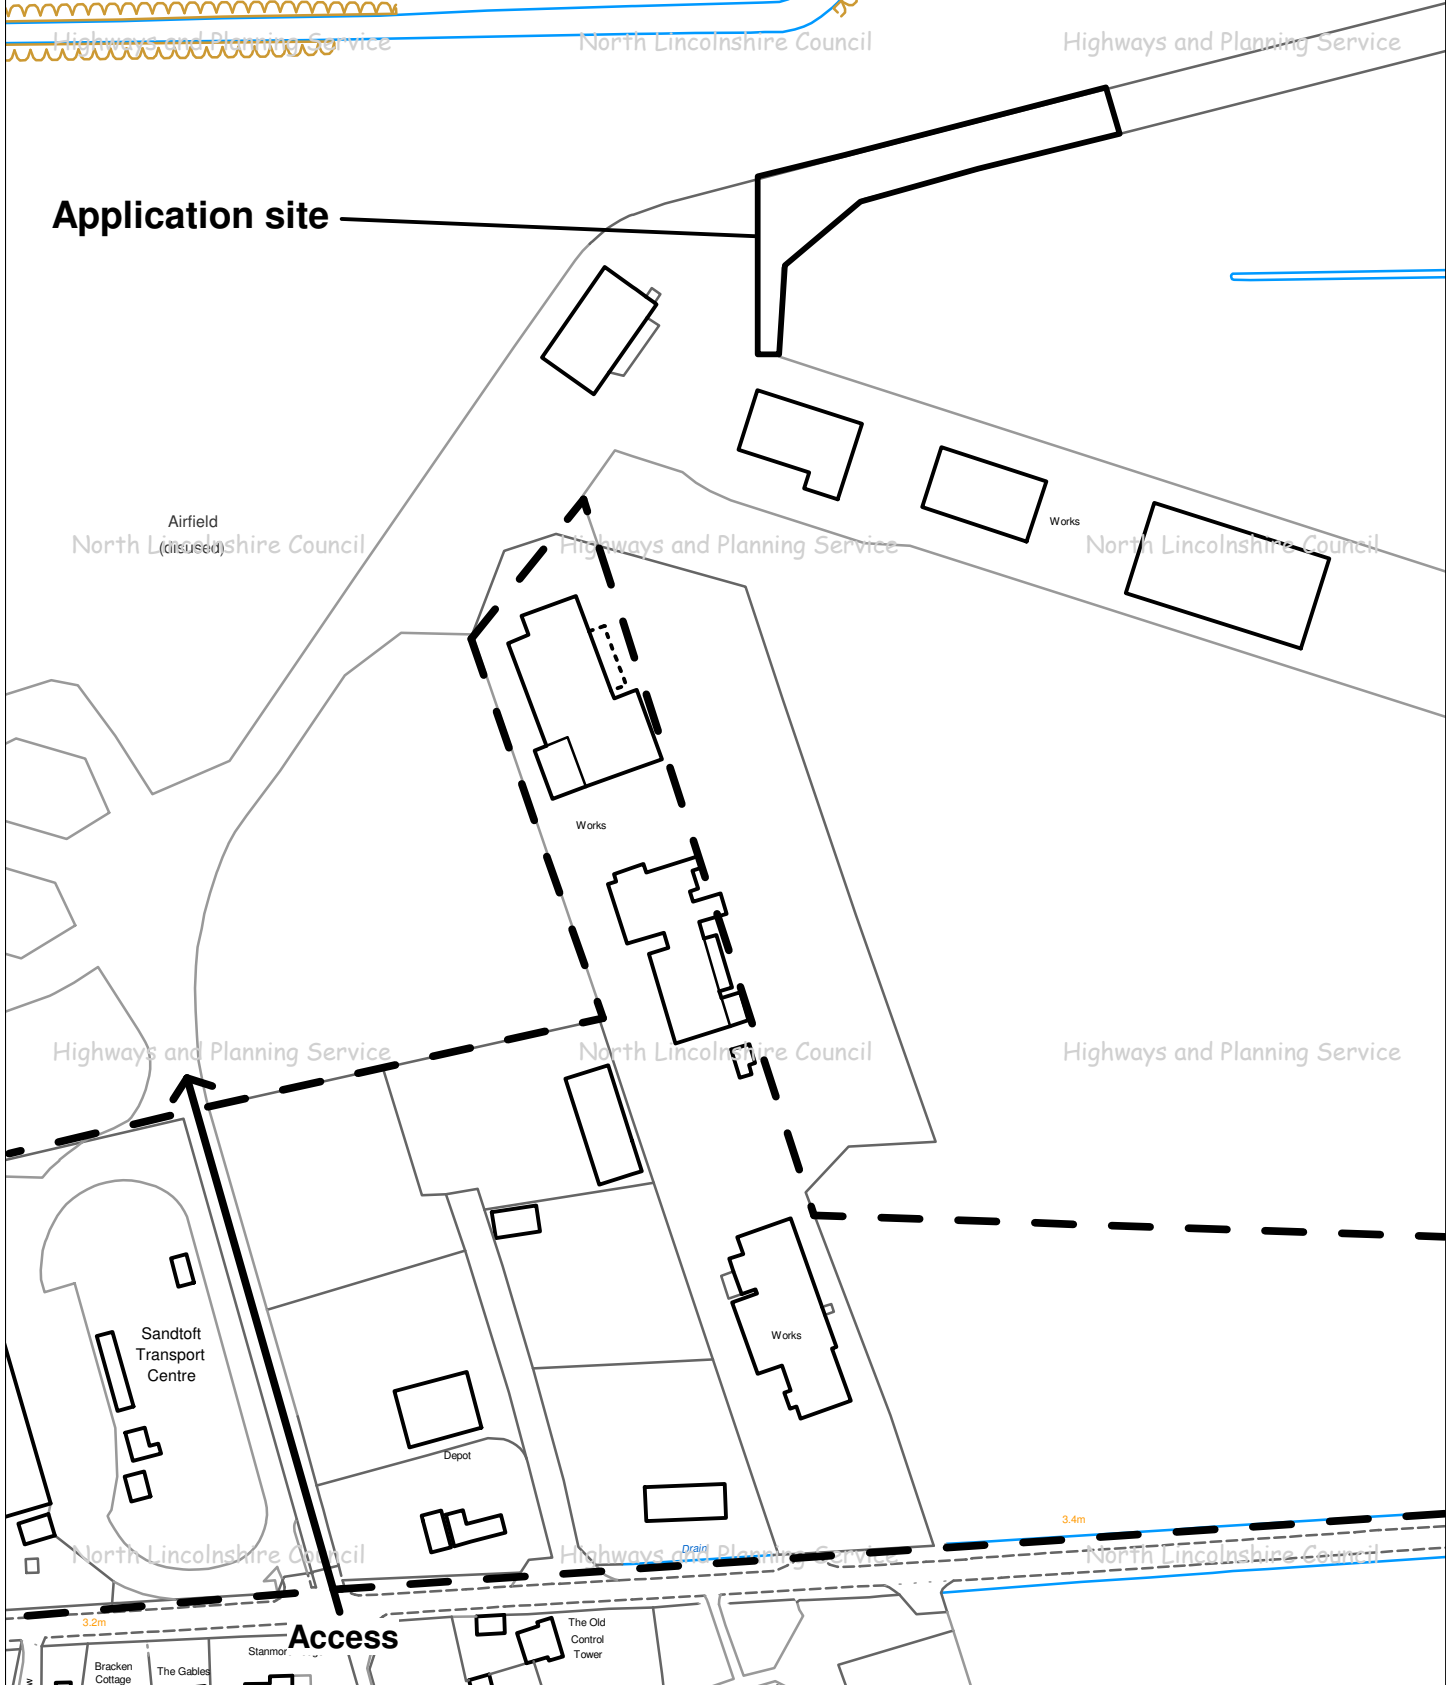 Highways and Planning Service
North Lincolnshire Council
Highways and Planning Service
Application site
Airfield
(disused)
Works
North Lincolnshire Council
Highways and Planning Service
North Lincolnshire Council
Works
Highways and Planning Service
North Lincolnshire Council
Highways and Planning Service
Sandtoft
Transport
Centre
Works
Depot
3.4m
Drain
North Lincolnshire Council
Highways and Planning Service
North Lincolnshire Council
3.2m
Access
The Old
Control
Tower
Bracken
Cottage
The Gables